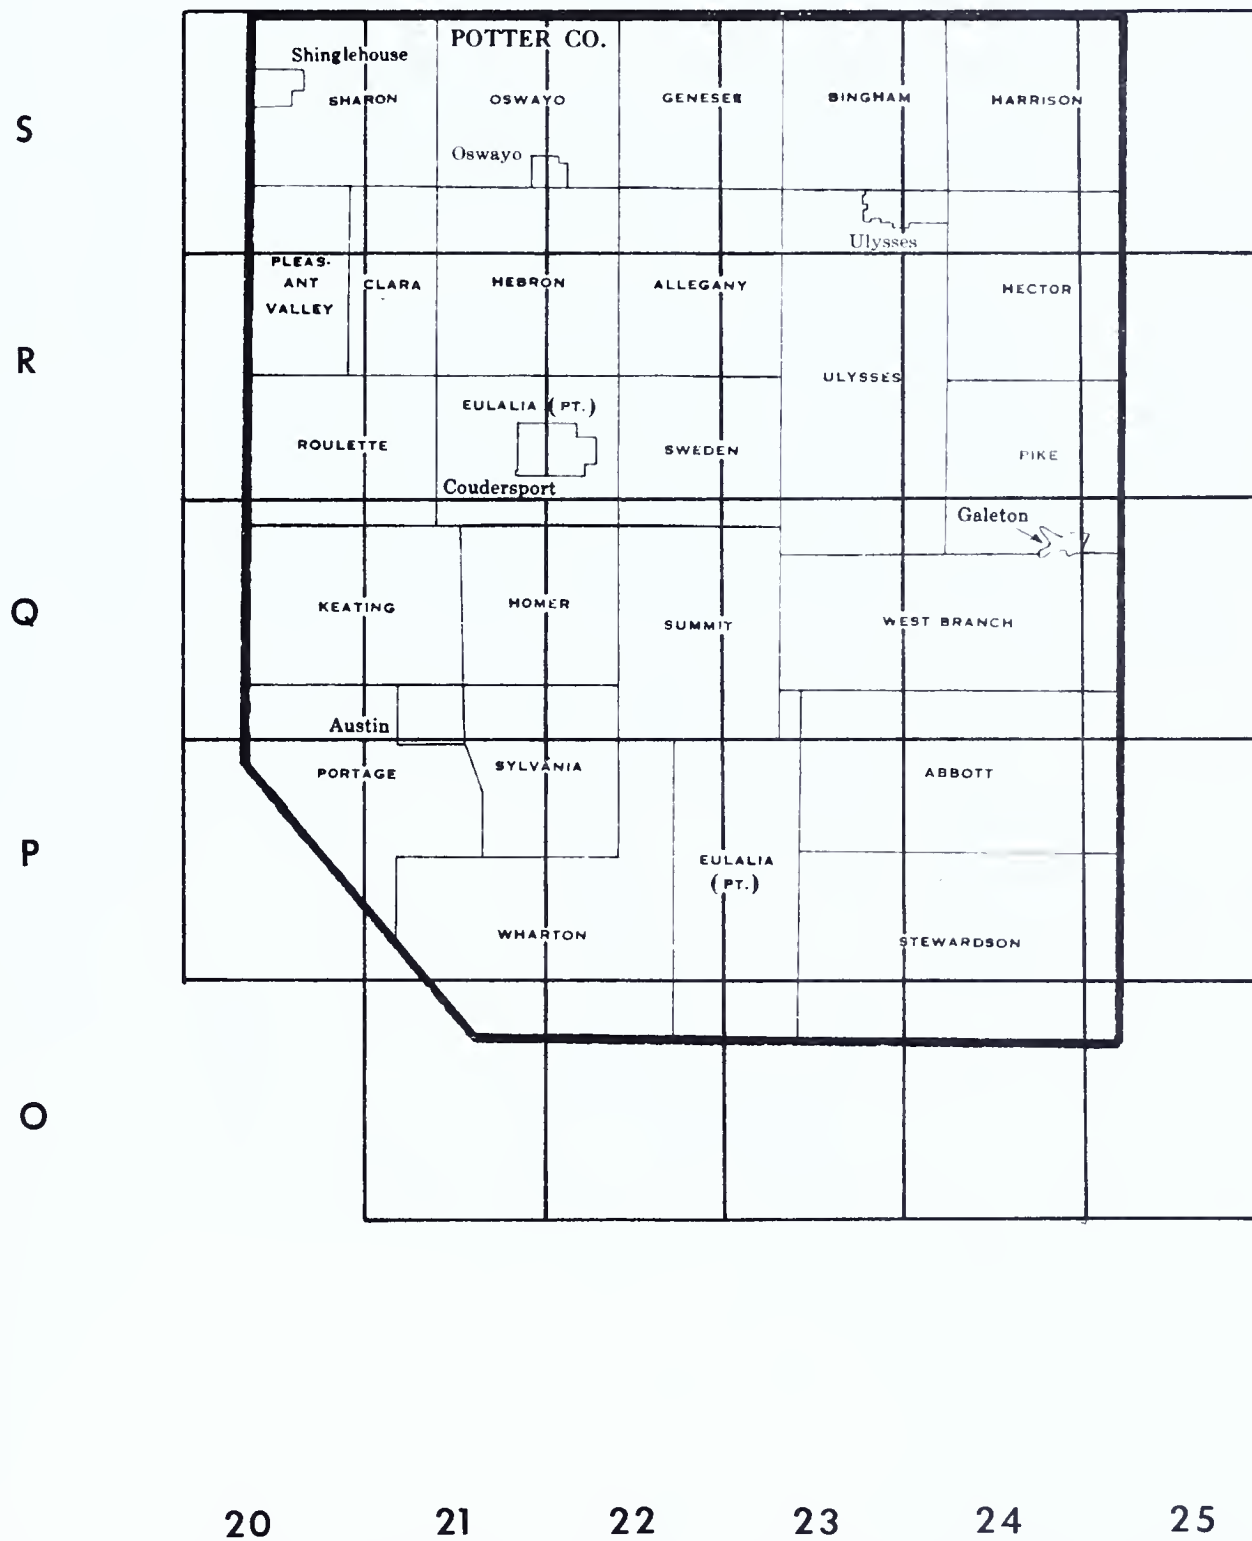 POTTER CO.
Shinglehouse
SHARON
OSWAYO
GENESEE
BINGHAM
HARRISON
S
Oswayo
Ulysses
PLEAS-
ANT
VALLEY
CLARA
HEBRON
ALLEGANY
HECTOR
R
ULYSSES
EULALIA (PT.)
ROULETTE
SWEDEN
PIKE
Coudersport
Galeton
Q
KEATING
HOMER
SUMMIT
WEST BRANCH
Austin
PORTAGE
SYLVANIA
ABBOTT
P
EULALIA
(PT.)
WHARTON
STEWARDSON
O
20 21 22 23 24 25